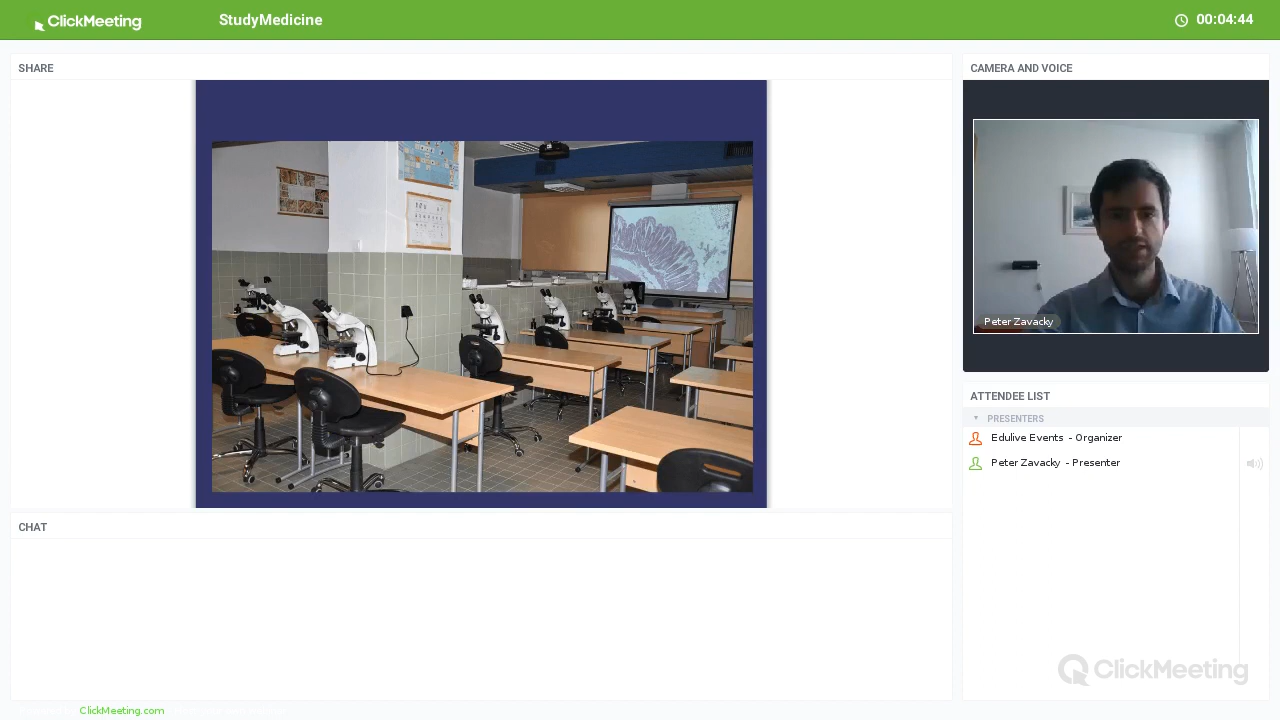 ClickMeeting
StudyMedicine
00:04:44
SHARE
CAMERA AND VOICE
Peter Zavacky
ATTENDEE LIST
PRESENTERS
Edulive Events - Organizer
Peter Zavacky - Presenter
CHAT
ClickMeeting
ClickMeeting.com